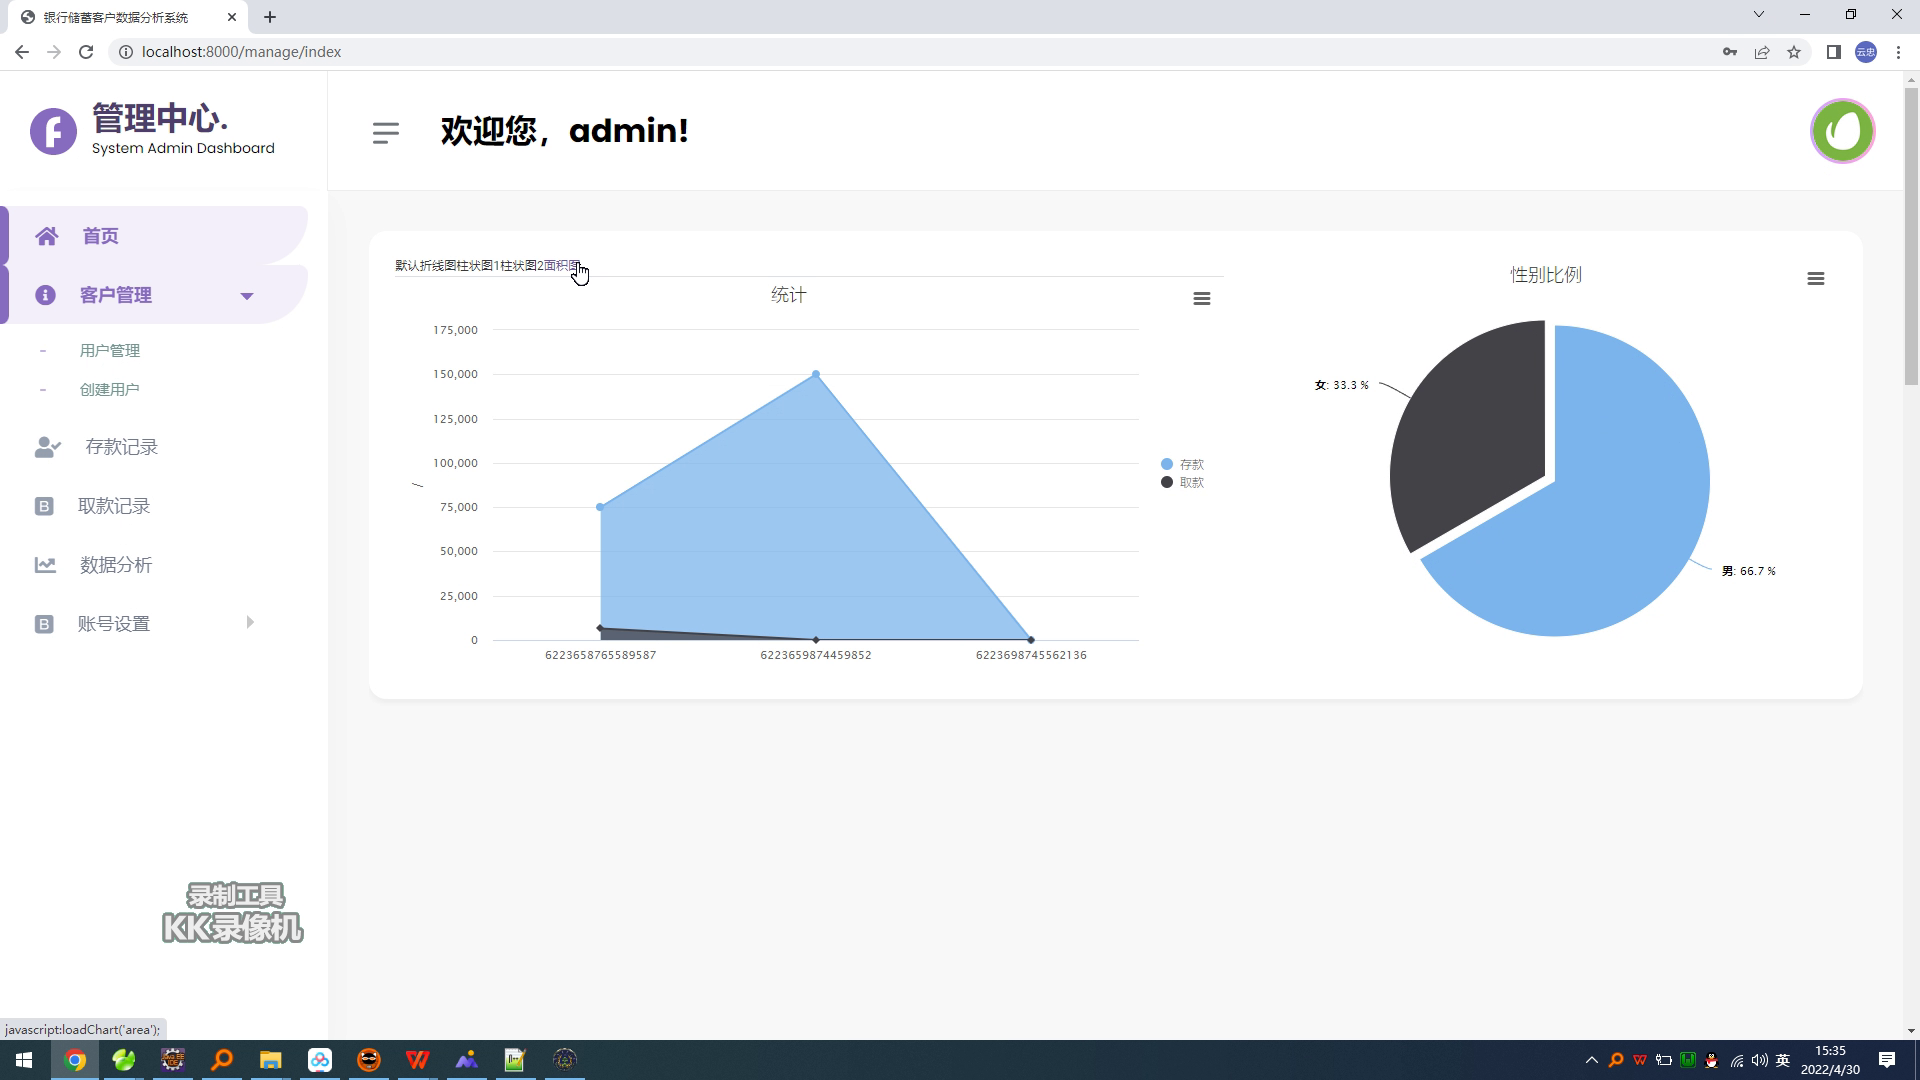 银行储蓄客户数据分析系统
localhost:8000/manage/index
云忠
管理中心.
System Admin Dashboard
欢迎您，admin!
首页
客户管理
- 用户管理
- 创建用户
存款记录
取款记录
数据分析
账号设置
默认折线图柱状图1柱状图2面积图
统计
175,000
150,000
125,000
100,000
75,000
50,000
25,000
0
6223658765589587
6223659874459852
6223698745562136
存款
取款
性别比例
女: 33.3 %
男: 66.7 %
录制工具
KK录像机
javascript:loadChart('area');
英
15:35
2022/4/30